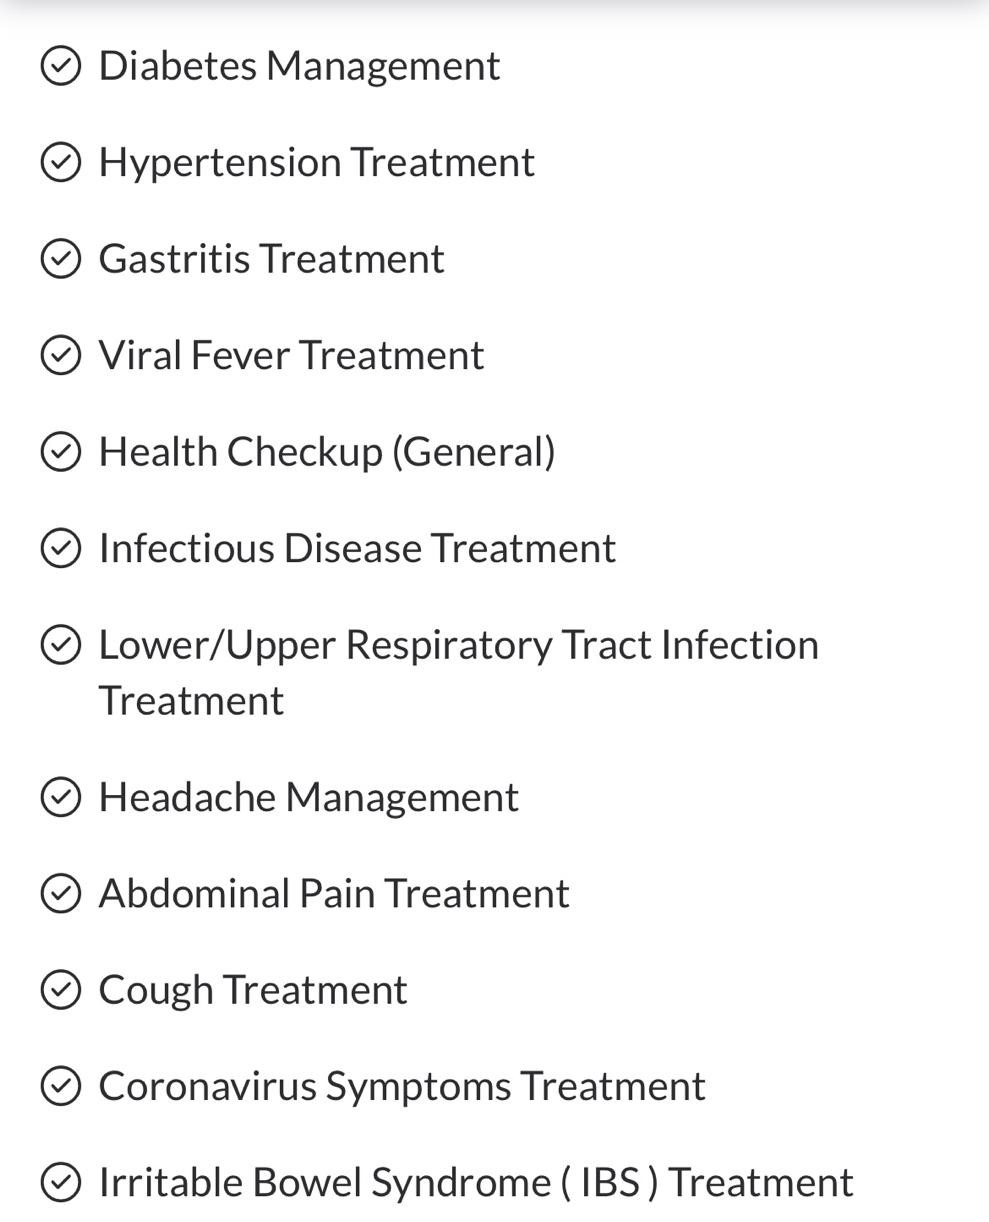 Diabetes Management
Hypertension Treatment
Gastritis Treatment
Viral Fever Treatment
Health Checkup (General)
Infectious Disease Treatment
Lower/Upper Respiratory Tract Infection
Treatment
Headache Management
Abdominal Pain Treatment
Cough Treatment
Coronavirus Symptoms Treatment
Irritable Bowel Syndrome ( IBS ) Treatment